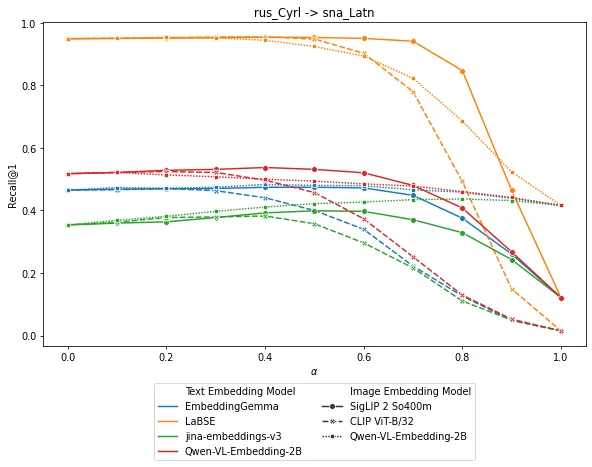 rus_Cyrl -> sna_Latn
Recall@1
1.0
0.8
0.6
0.4
0.2
0.0
0.0 0.2 0.4 0.6 0.8 1.0
α
Text Embedding Model Image Embedding Model
EmbeddingGemma SigLIP 2 So400m
LaBSE CLIP ViT-B/32
jina-embeddings-v3 Qwen-VL-Embedding-2B
Qwen-VL-Embedding-2B